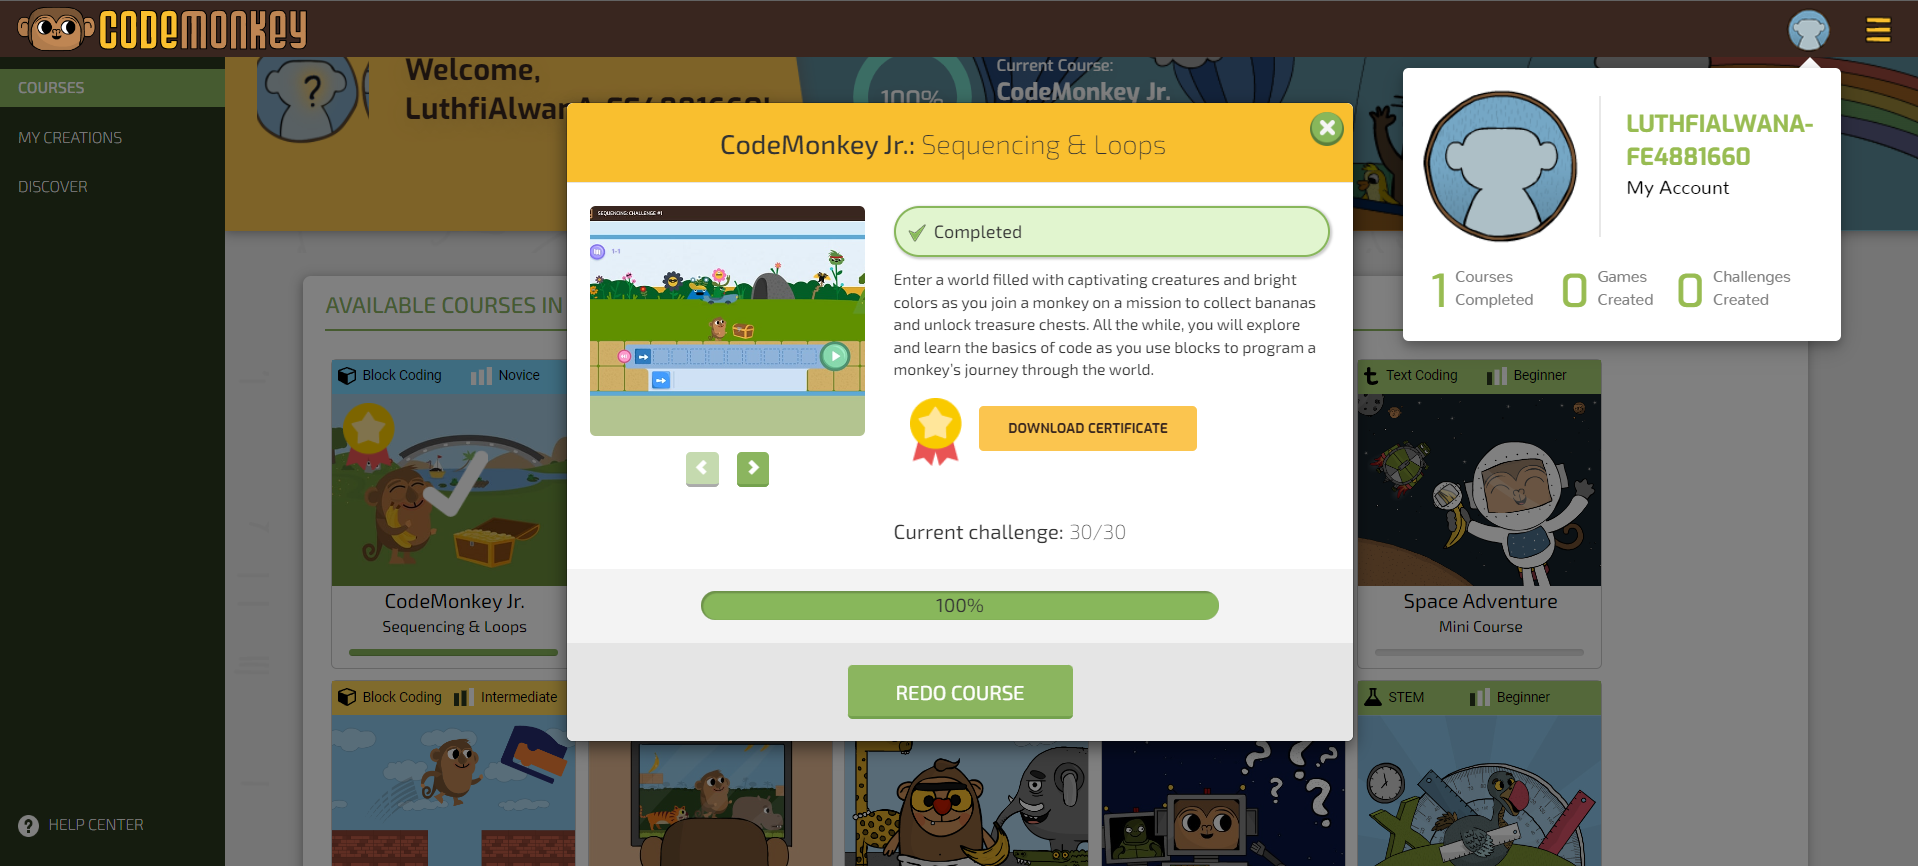 CODEMONKEY
COURSES
MY CREATIONS
DISCOVER
HELP CENTER
Welcome,
LuthfiAlwanA-FE4881660!
100%
Current Course:
CodeMonkey Jr.
LUTHFIALWANA-
FE4881660
My Account
1 Courses Completed
0 Games Created
0 Challenges Created
CodeMonkey Jr.: Sequencing & Loops
SEQUENCING: CHALLENGE #1
1-1
Completed
Enter a world filled with captivating creatures and bright
colors as you join a monkey on a mission to collect bananas
and unlock treasure chests. All the while, you will explore
and learn the basics of code as you use blocks to program a
monkey's journey through the world.
DOWNLOAD CERTIFICATE
Current challenge: 30/30
100%
REDO COURSE
AVAILABLE COURSES IN
Block Coding Novice
CodeMonkey Jr.
Sequencing & Loops
Text Coding Beginner
Space Adventure
Mini Course
Block Coding Intermediate
STEM Beginner